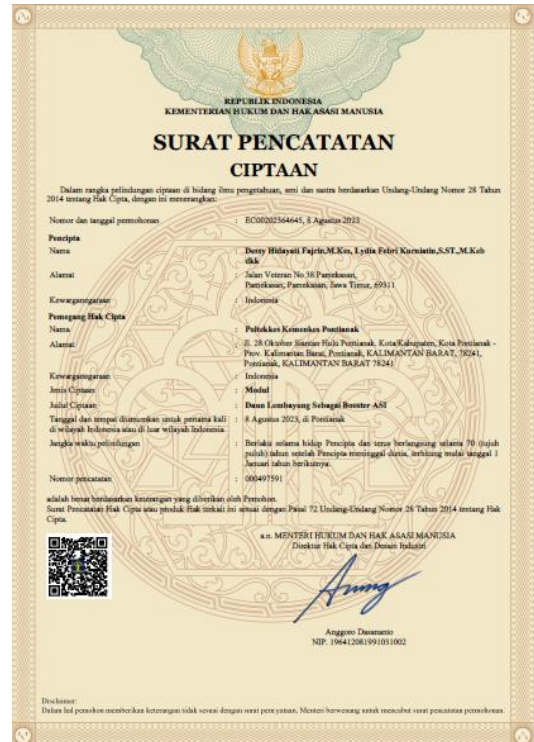 REPUBLIK INDONESIA
KEMENTERIAN HUKUM DAN HAK ASASI MANUSIA
SURAT PENCATATAN
CIPTAAN
Dalam rangka pelindungan ciptaan di bidang ilmu pengetahuan, seni dan sastra berdasarkan Undang-Undang Nomor 28 Tahun
2014 tentang Hak Cipta, dengan ini menerangkan:
Nomor dan tanggal permohonan : EC00202364645, 8 Agustus 2023
Pencipta
Nama : Dessy Hidayati Fajrin,M.Kes, Lydia Febri Kurniatin,S.ST.,M.Keb
dkk
Alamat : Jalan Veteran No 38 Pamekasan,
Pamekasan, Pamekasan, Jawa Timur, 69311
Kewarganegaraan : Indonesia
Pemegang Hak Cipta
Nama : Poltekkes Kemenkes Pontianak
Alamat : Jl. 28 Oktober Siantan Hulu Pontianak, Kota/Kabupaten, Kota Pontianak -
Prov. Kalimantan Barat, Pontianak, KALIMANTAN BARAT, 78241,
Pontianak, KALIMANTAN BARAT 78241
Kewarganegaraan : Indonesia
Jenis Ciptaan : Modul
Judul Ciptaan : Daun Lembayung Sebagai Booster ASI
Tanggal dan tempat diumumkan untuk pertama kali : 8 Agustus 2023, di Pontianak
di wilayah Indonesia atau di luar wilayah Indonesia
Jangka waktu pelindungan : Berlaku selama hidup Pencipta dan terus berlangsung selama 70 (tujuh
puluh) tahun setelah Pencipta meninggal dunia, terhitung mulai tanggal 1
Januari tahun berikutnya.
Nomor pencatatan : 000497591
adalah benar berdasarkan keterangan yang diberikan oleh Pemohon.
Surat Pencatatan Hak Cipta atau produk Hak terkait ini sesuai dengan Pasal 72 Undang-Undang Nomor 28 Tahun 2014 tentang Hak
Cipta.
a.n. MENTERI HUKUM DAN HAK ASASI MANUSIA
Direktur Hak Cipta dan Desain Industri
Anggoro Dasananto
NIP. 196412081991031002
Disclaimer:
Dalam hal pemohon memberikan keterangan tidak sesuai dengan surat pernyataan, Menteri berwenang untuk mencabut surat pencatatan permohonan.